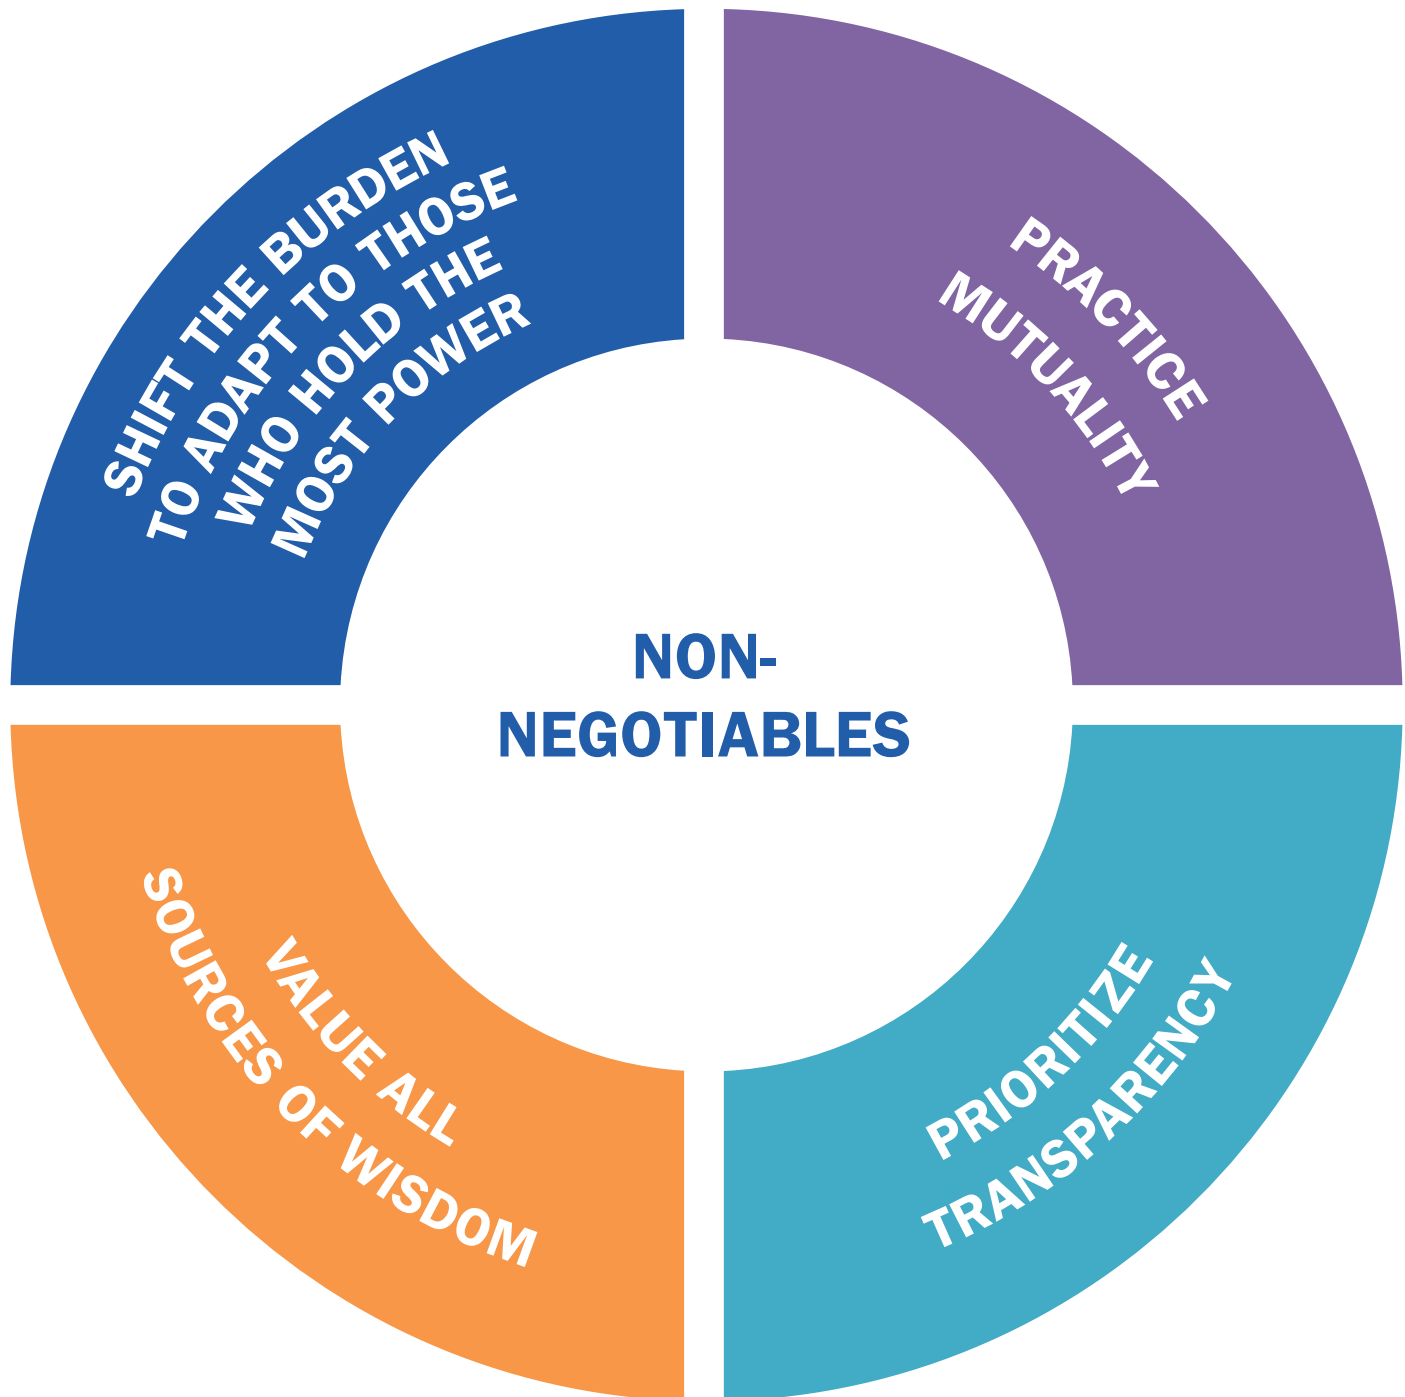 SHIFT THE BURDEN
TO ADAPT TO THOSE
WHO HOLD THE
MOST POWER
PRACTICE
MUTUALITY
NON-
NEGOTIABLES
VALUE ALL
SOURCES OF WISDOM
PRIORITIZE
TRANSPARENCY